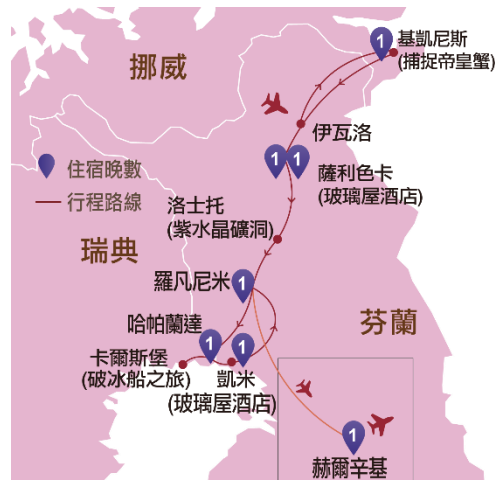 挪威
基凱尼斯
(捕捉帝皇蟹)
1
伊瓦洛
住宿晚數
1
1
薩利色卡
(玻璃屋酒店)
行程路線
洛士托
(紫水晶礦洞)
瑞典
羅凡尼米
1
芬蘭
哈帕蘭達
1
1
卡爾斯堡
(破冰船之旅)
凱米
(玻璃屋酒店)
1
赫爾辛基